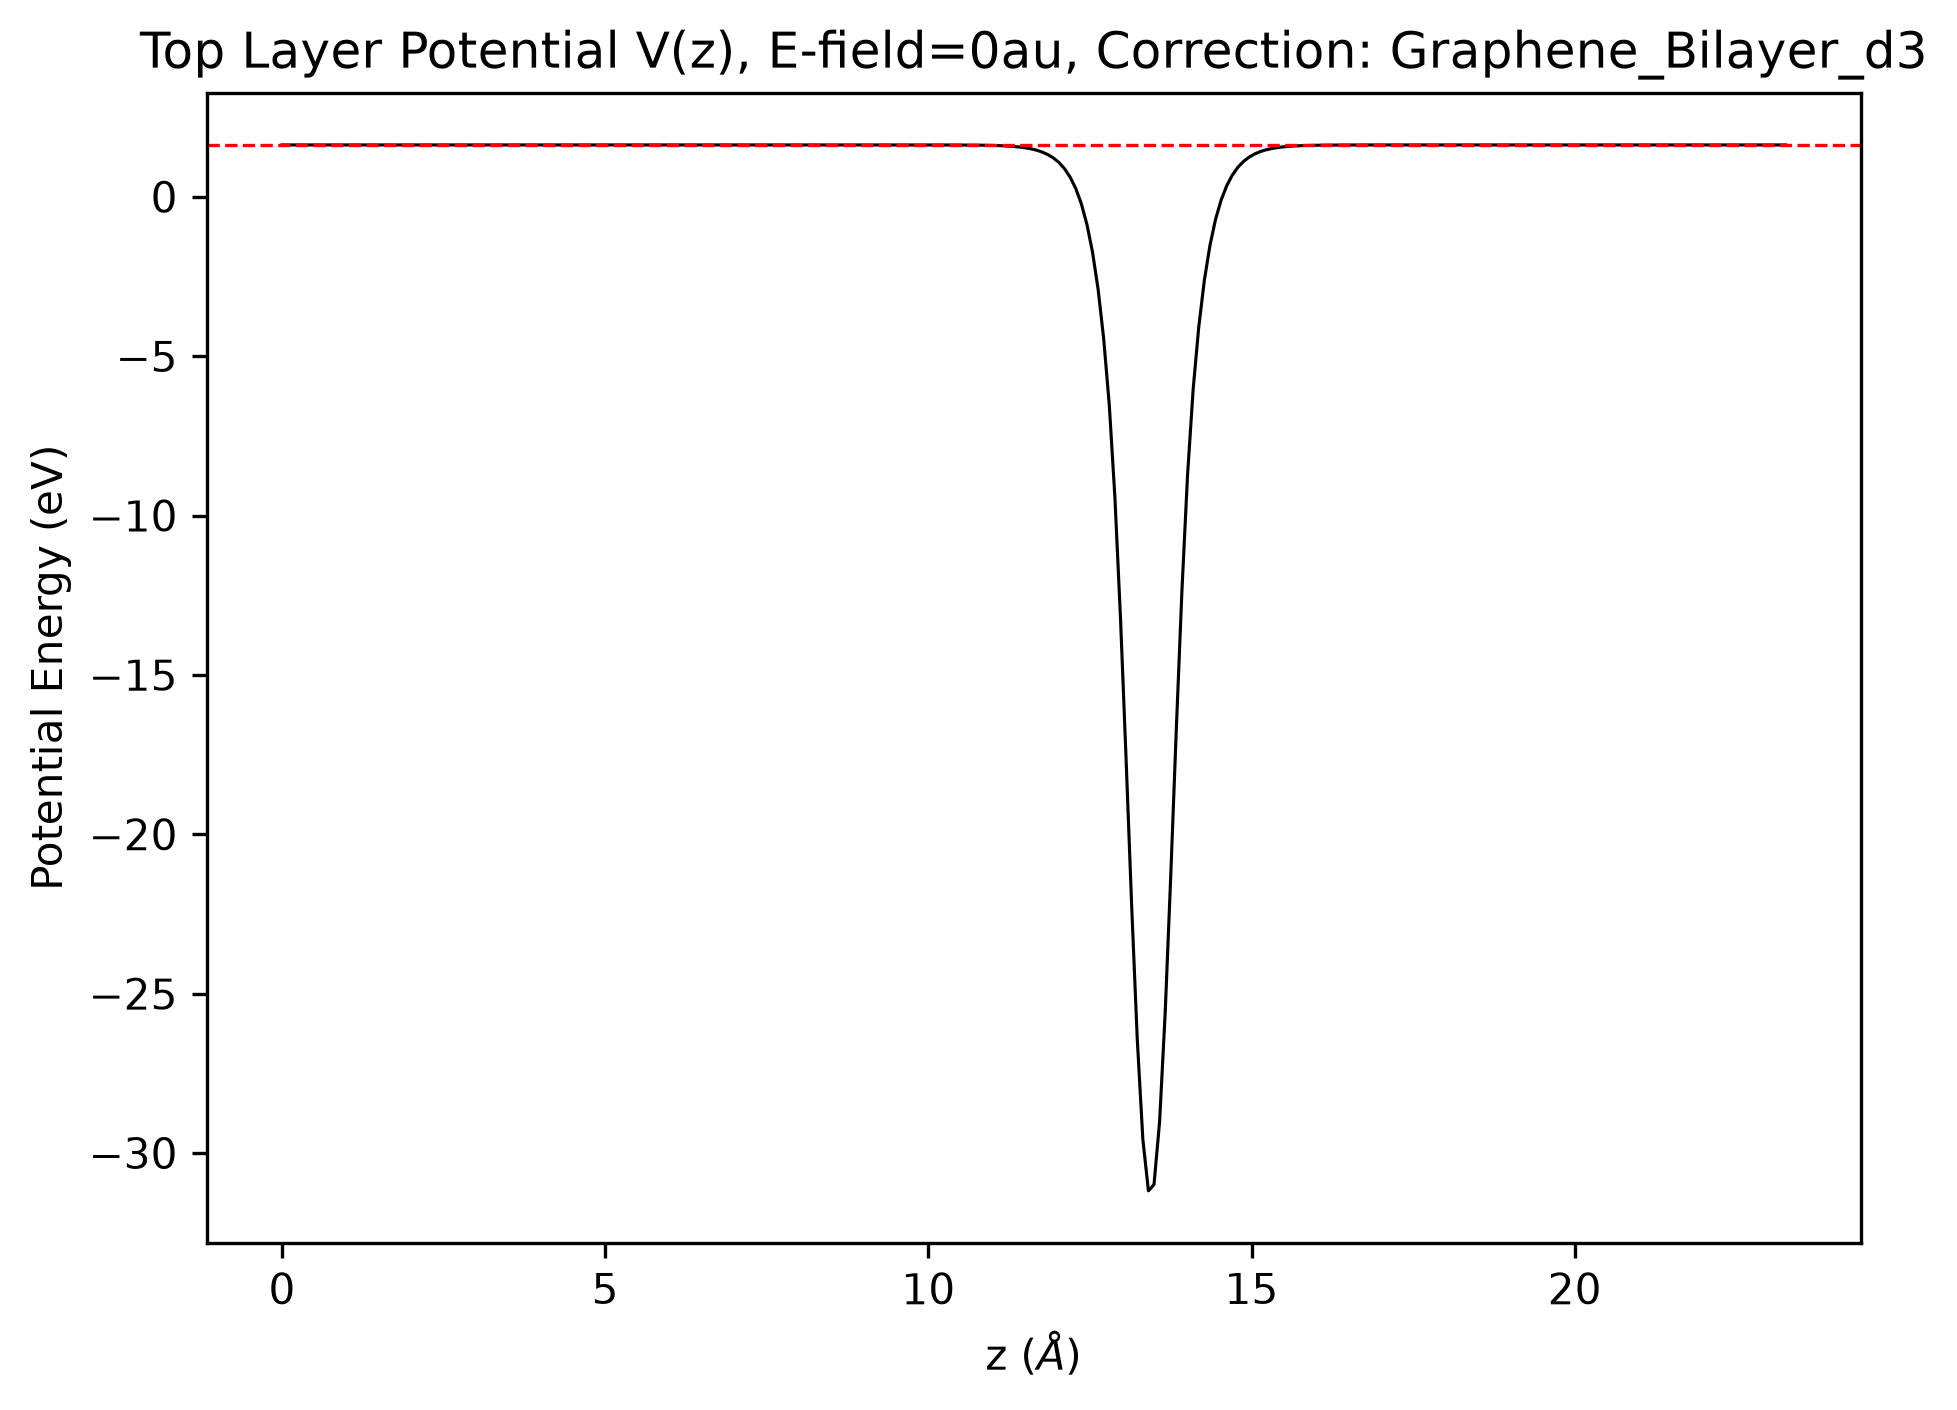 Top Layer Potential V(z), E-field=0au, Correction: Graphene_Bilayer_d3
Potential Energy (eV)
0
−5
−10
−15
−20
−25
−30
0 5 10 15 20
z (Å)